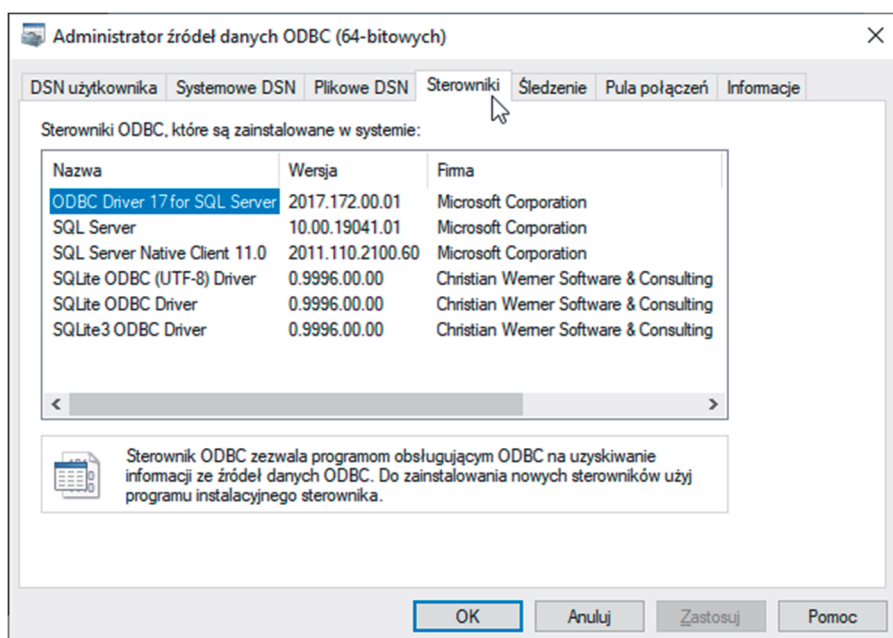 Administrator źródeł danych ODBC (64-bitowych)
DSN użytkownika Systemowe DSN Plikowe DSN Sterowniki Śledzenie Pula połączeń Informacje
Sterowniki ODBC, które są zainstalowane w systemie:
Nazwa Wersja Firma
ODBC Driver 17 for SQL Server 2017.172.00.01 Microsoft Corporation
SQL Server 10.00.19041.01 Microsoft Corporation
SQL Server Native Client 11.0 2011.110.2100.60 Microsoft Corporation
SQLite ODBC (UTF-8) Driver 0.9996.00.00 Christian Werner Software & Consulting
SQLite ODBC Driver 0.9996.00.00 Christian Werner Software & Consulting
SQLite3 ODBC Driver 0.9996.00.00 Christian Werner Software & Consulting
Sterownik ODBC zezwala programom obsługującym ODBC na uzyskiwanie
informacji ze źródeł danych ODBC. Do zainstalowania nowych sterowników użyj
programu instalacyjnego sterownika.
OK Anuluj Zastosuj Pomoc